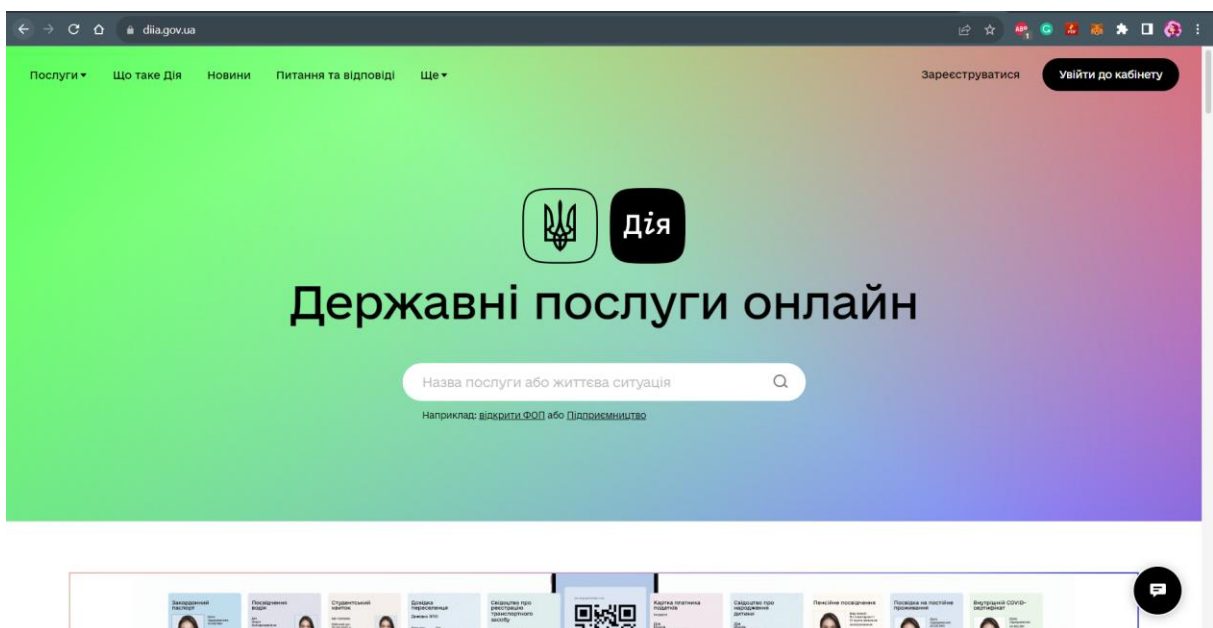 diia.gov.ua
ABP
1
G
Послуги
Що таке Дія
Новини
Питання та відповіді
Ще
Зареєструватися
Увійти до кабінету
Дія
Державні послуги онлайн
Назва послуги або життєва ситуація
Наприклад: відкрити ФОП або Підприємництво
Закордонний паспорт
Посвідчення водія
Студентський квиток
Довідка переселенця
Свідоцтво про реєстрацію транспортного засобу
Картка платника податків
Свідоцтво про народження дитини
Пенсійне посвідчення
Посвідка на постійне проживання
Внутрішній COVID-сертифікат